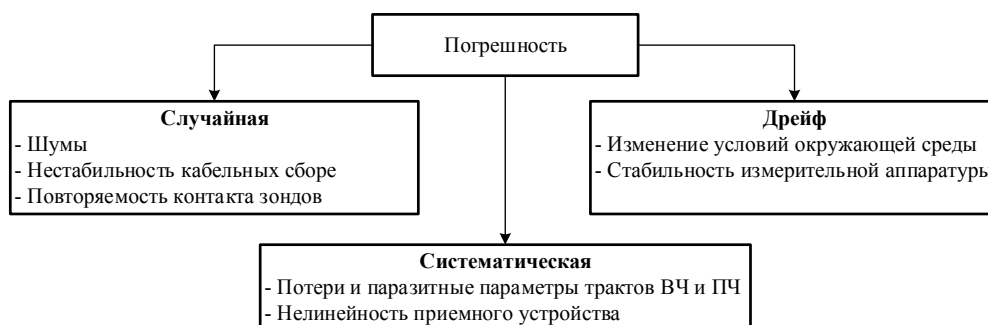 Погрешность
Случайная
- Шумы
- Нестабильность кабельных сборе
- Повторяемость контакта зондов
Дрейф
- Изменение условий окружающей среды
- Стабильность измерительной аппаратуры
Систематическая
- Потери и паразитные параметры трактов ВЧ и ПЧ
- Нелинейность приемного устройства